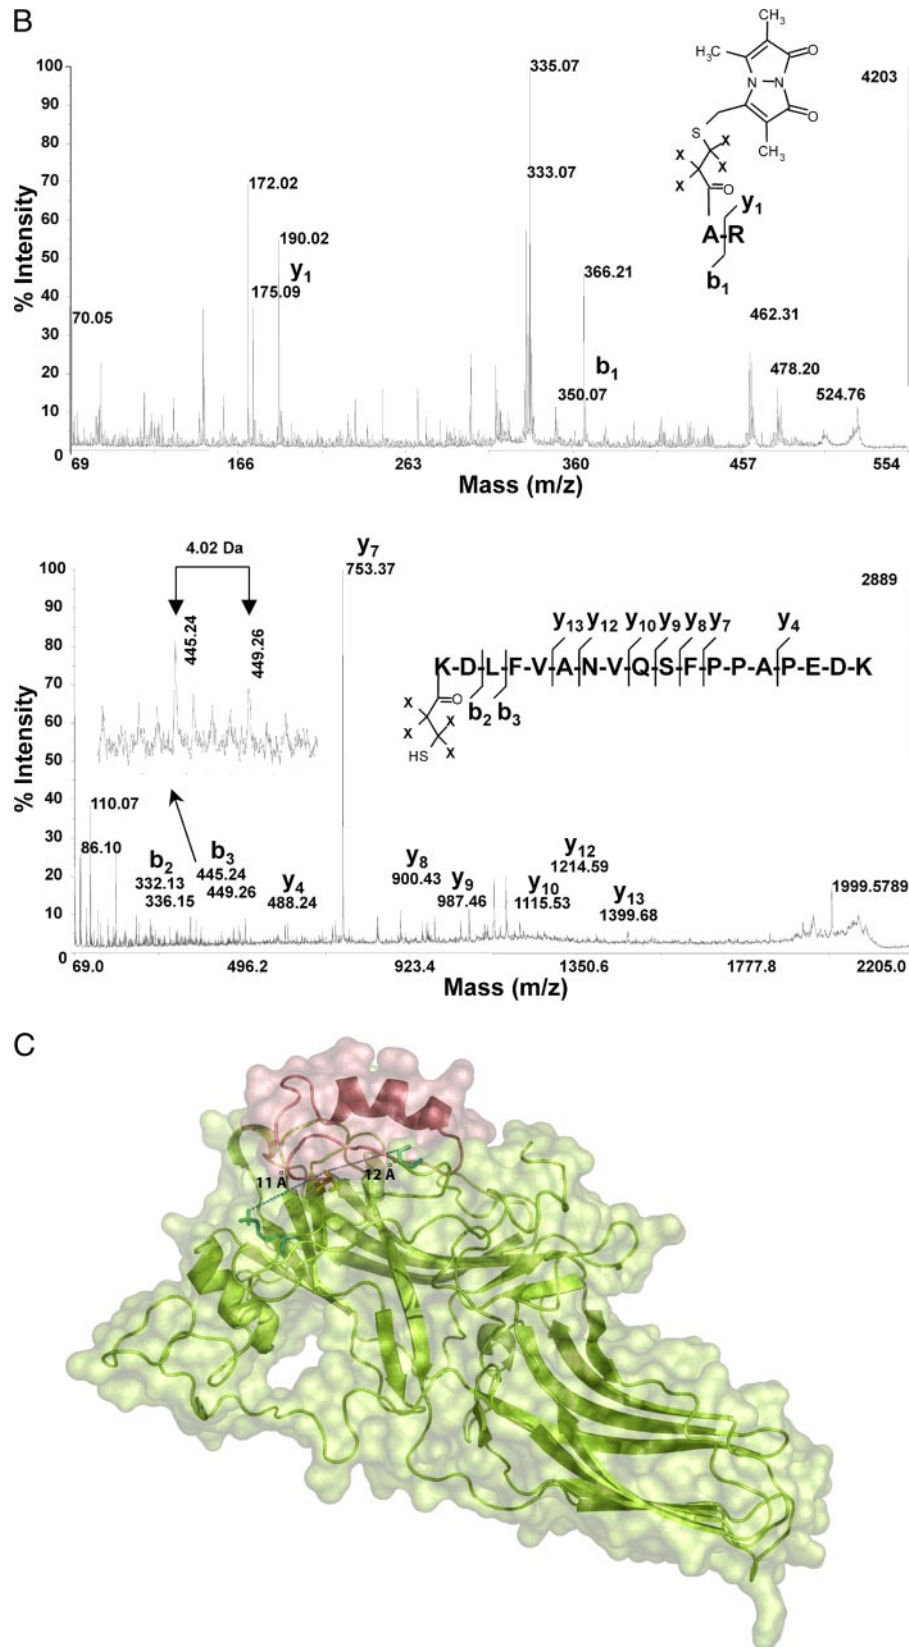 B
CH₃
H₃C
O
N N
O
S
CH₃
X X
X X
O
A-R
y₁
b₁
4203
335.07
333.07
172.02
190.02
y₁
175.09
70.05
366.21
b₁
350.07
462.31
478.20
524.76
% Intensity
100
90
80
70
60
50
40
30
20
10
0
69 166 263 360 457 554
Mass (m/z)
4.02 Da
445.24
449.26
y₇
753.37
2889
y₁₃ y₁₂ y₁₀ y₉ y₈ y₇ y₄
K-D-L-F-V-A-N-V-Q-S-F-P-P-A-P-E-D-K
b₂ b₃
O
X X
X X
HS
110.07
86.10
b₂
332.13
336.15
b₃
445.24
449.26
y₄
488.24
y₈
900.43
y₉
987.46
y₁₀
1115.53
y₁₂
1214.59
y₁₃
1399.68
1999.5789
% Intensity
100
90
80
70
60
50
40
30
20
10
0
69.0 496.2 923.4 1350.6 1777.8 2205.0
Mass (m/z)
C
11 Å
12 Å